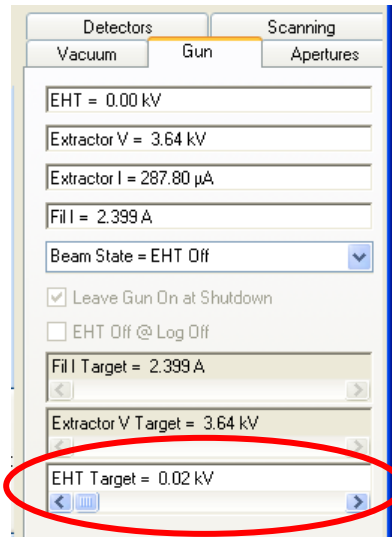 Detectors Scanning
Vacuum Gun Apertures
EHT = 0.00 kV
Extractor V = 3.64 kV
Extractor I = 287.80 µA
Fil I = 2.399 A
Beam State = EHT Off
Leave Gun On at Shutdown
EHT Off @ Log Off
Fil I Target = 2.399 A
Extractor V Target = 3.64 kV
EHT Target = 0.02 kV